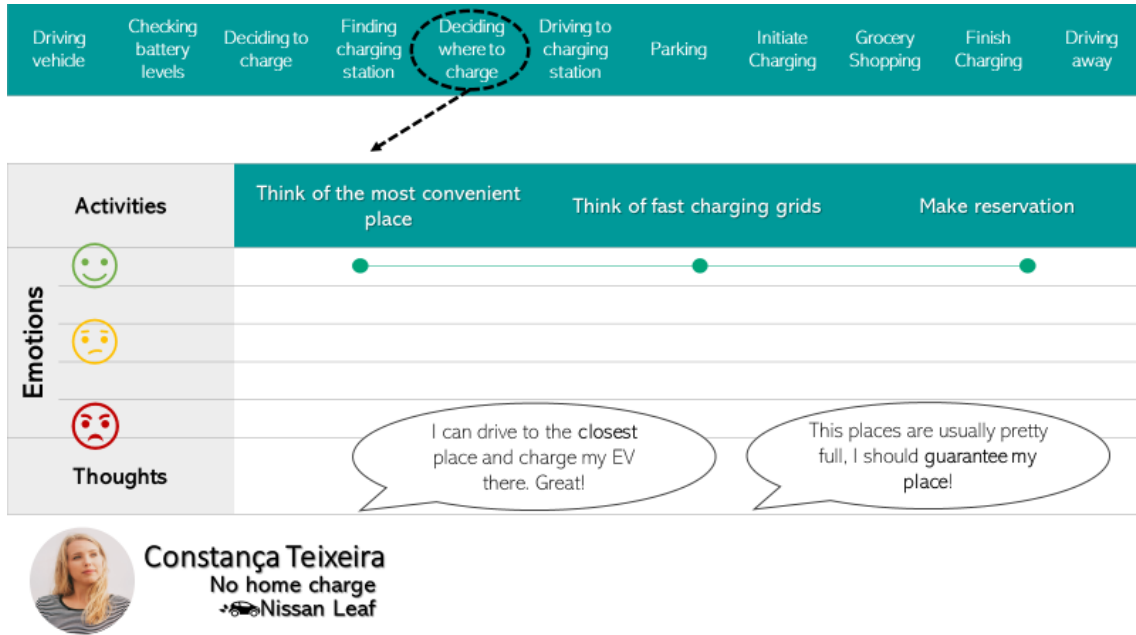 Driving
vehicle
Checking
battery
levels
Deciding to
charge
Finding
charging
station
Deciding
where to
charge
Driving to
charging
station
Parking
Initiate
Charging
Grocery
Shopping
Finish
Charging
Driving
away
Activities
Think of the most convenient
place
Think of fast charging grids
Make reservation
Emotions
Thoughts
I can drive to the closest
place and charge my EV
there. Great!
This places are usually pretty
full, I should guarantee my
place!
Constança Teixeira
No home charge
Nissan Leaf